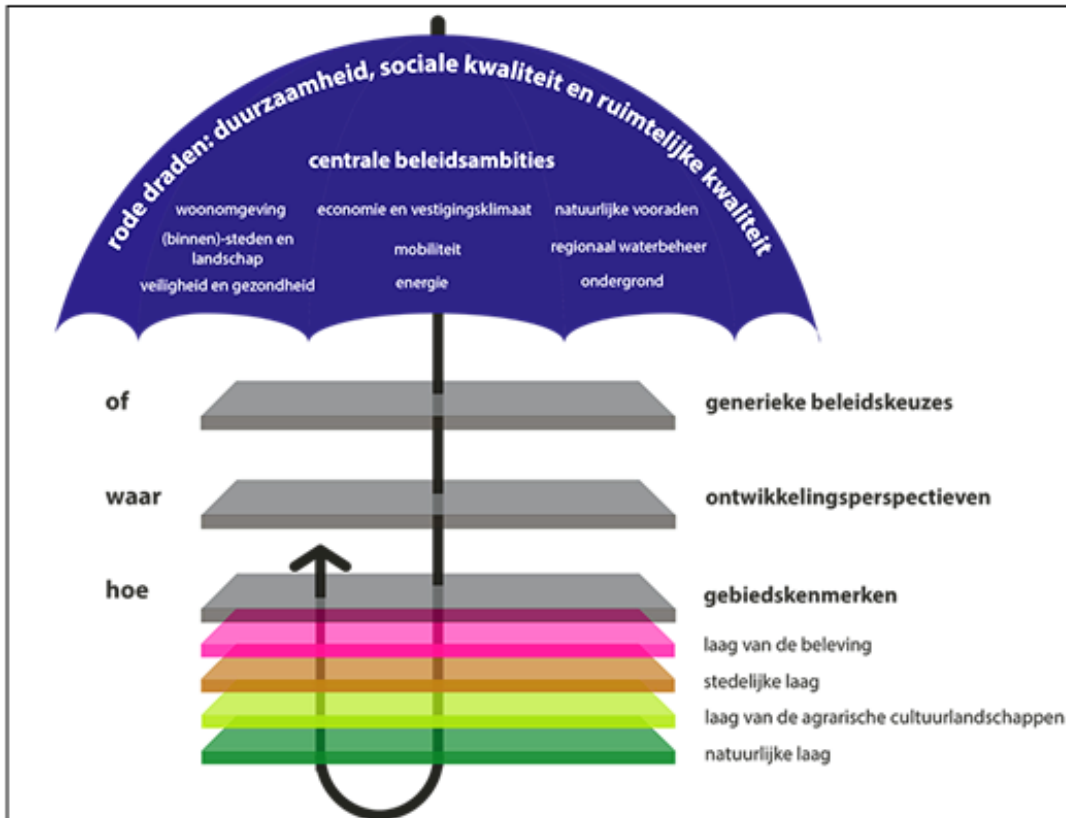 rode draden: duurzaamheid, sociale kwaliteit en ruimtelijke kwaliteit
centrale beleidsambities
woonomgeving
economie en vestigingsklimaat
natuurlijke vooraden
(binnen)-steden en
landschap
mobiliteit
regionaal waterbeheer
veiligheid en gezondheid
energie
ondergrond
of
generieke beleidskeuzes
waar
ontwikkelingsperspectieven
hoe
gebiedskenmerken
laag van de beleving
stedelijke laag
laag van de agrarische cultuurlandschappen
natuurlijke laag